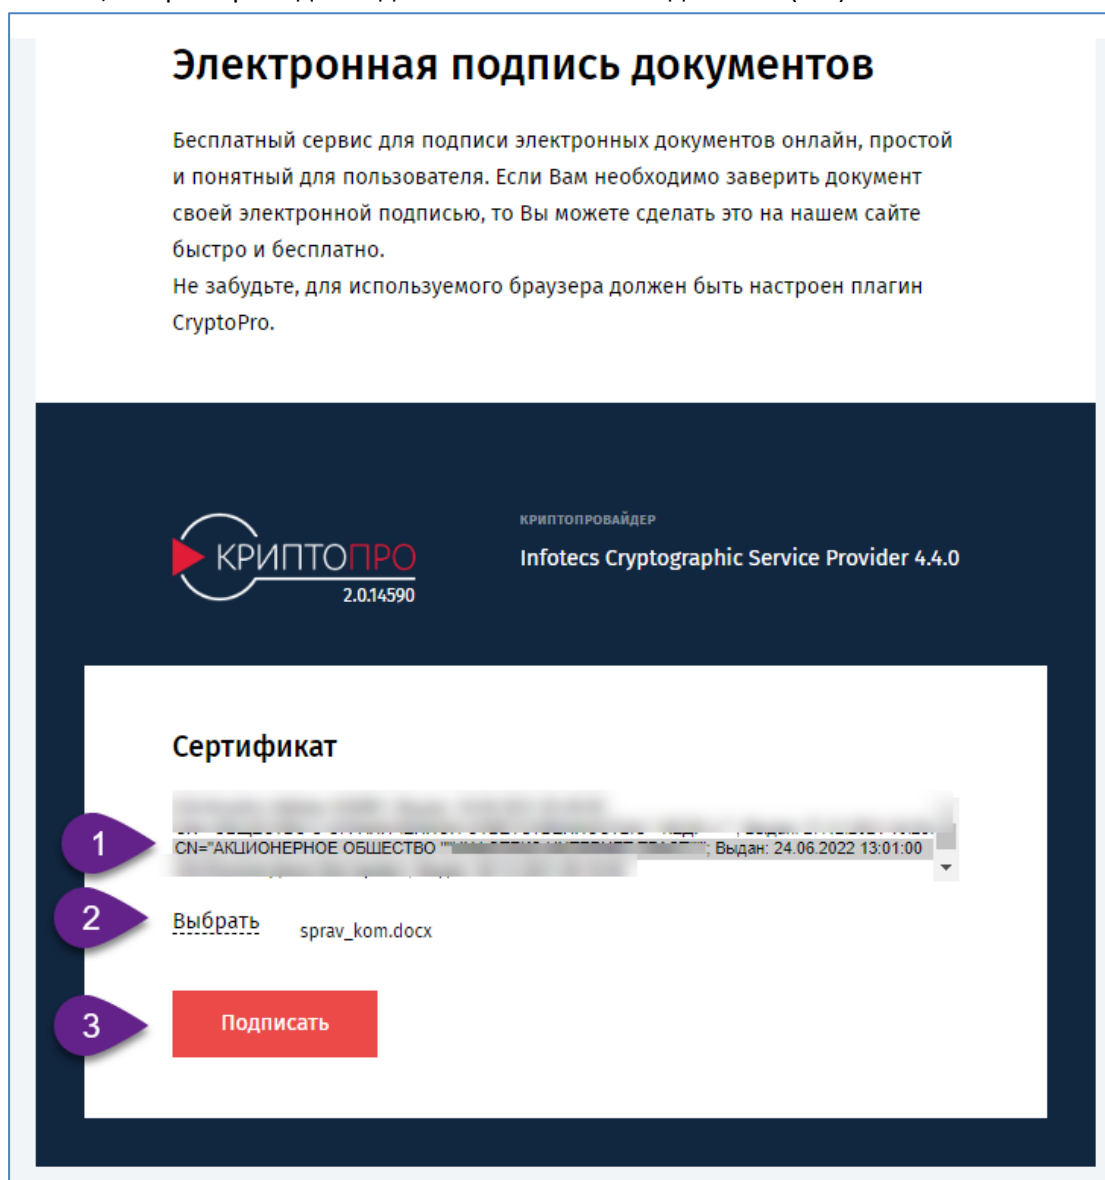 Электронная подпись документов
Бесплатный сервис для подписи электронных документов онлайн, простой
и понятный для пользователя. Если Вам необходимо заверить документ
своей электронной подписью, то Вы можете сделать это на нашем сайте
быстро и бесплатно.
Не забудьте, для используемого браузера должен быть настроен плагин
CryptoPro.
КРИПТОПРО
2.0.14590
КРИПТОПРОВАЙДЕР
Infotecs Cryptographic Service Provider 4.4.0
Сертификат
1
CN="АКЦИОНЕРНОЕ ОБЩЕСТВО ""; Выдан: 24.06.2022 13:01:00
2
Выбрать
sprav_kom.docx
3
Подписать